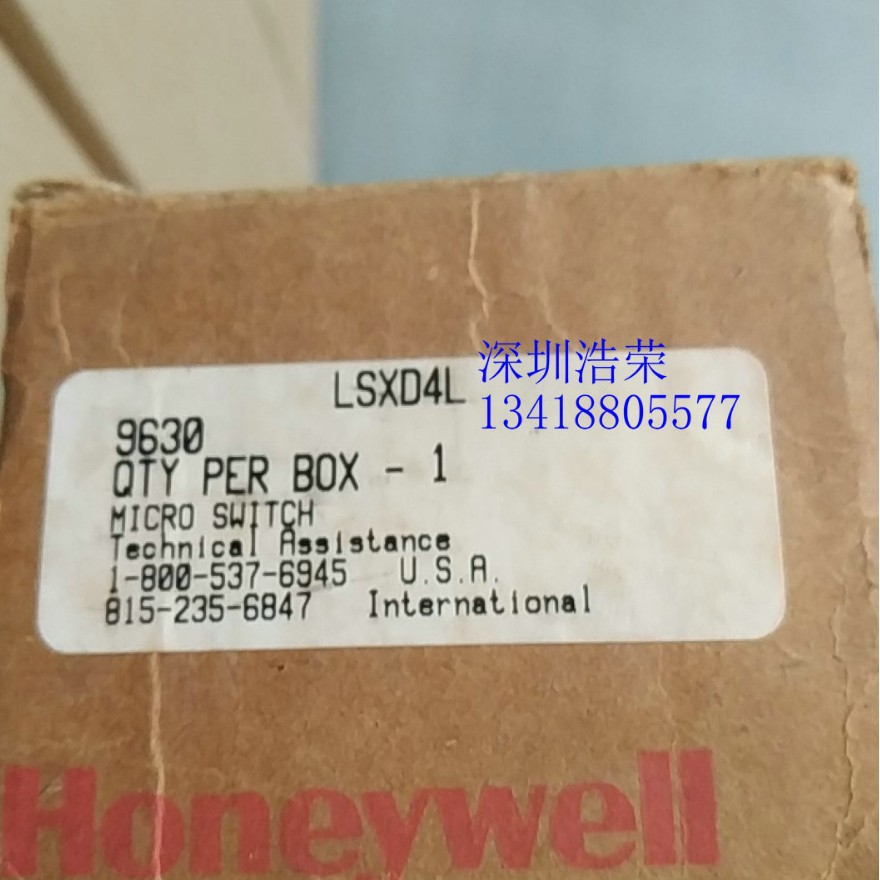 LSXD4L
深圳浩荣
13418805577
9630
QTY PER BOX - 1
MICRO SWITCH
Technical Assistance
1-800-537-6945 U.S.A.
815-235-6847 International
Honeywell